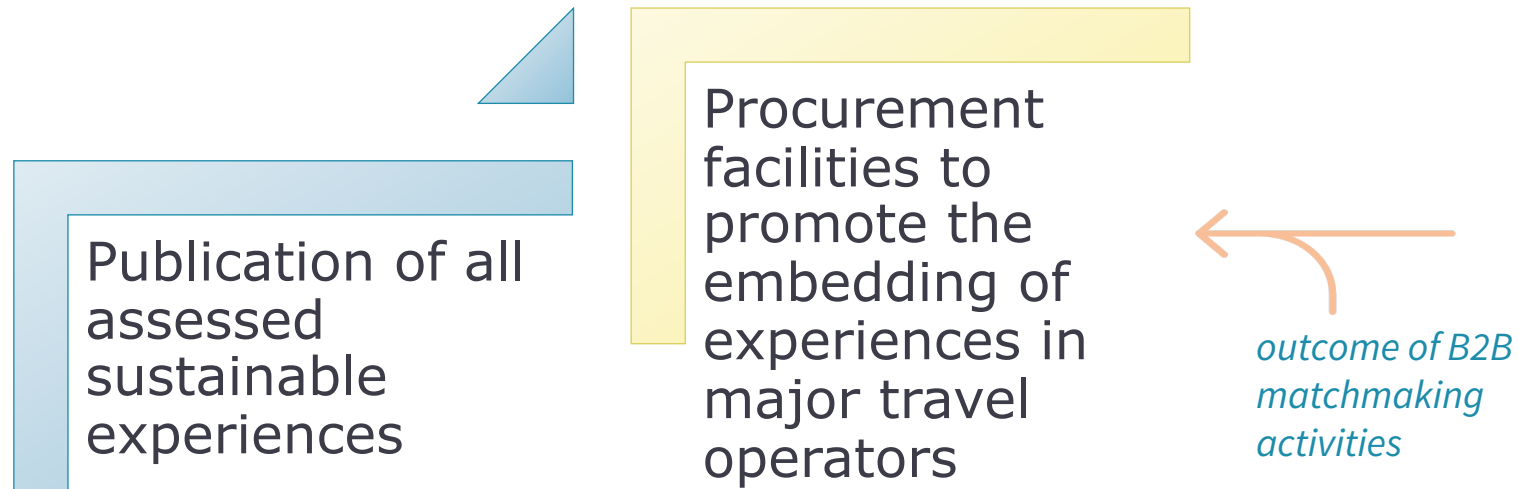 Publication of all
assessed
sustainable
experiences
Procurement
facilities to
promote the
embedding of
experiences in
major travel
operators
outcome of B2B
matchmaking
activities